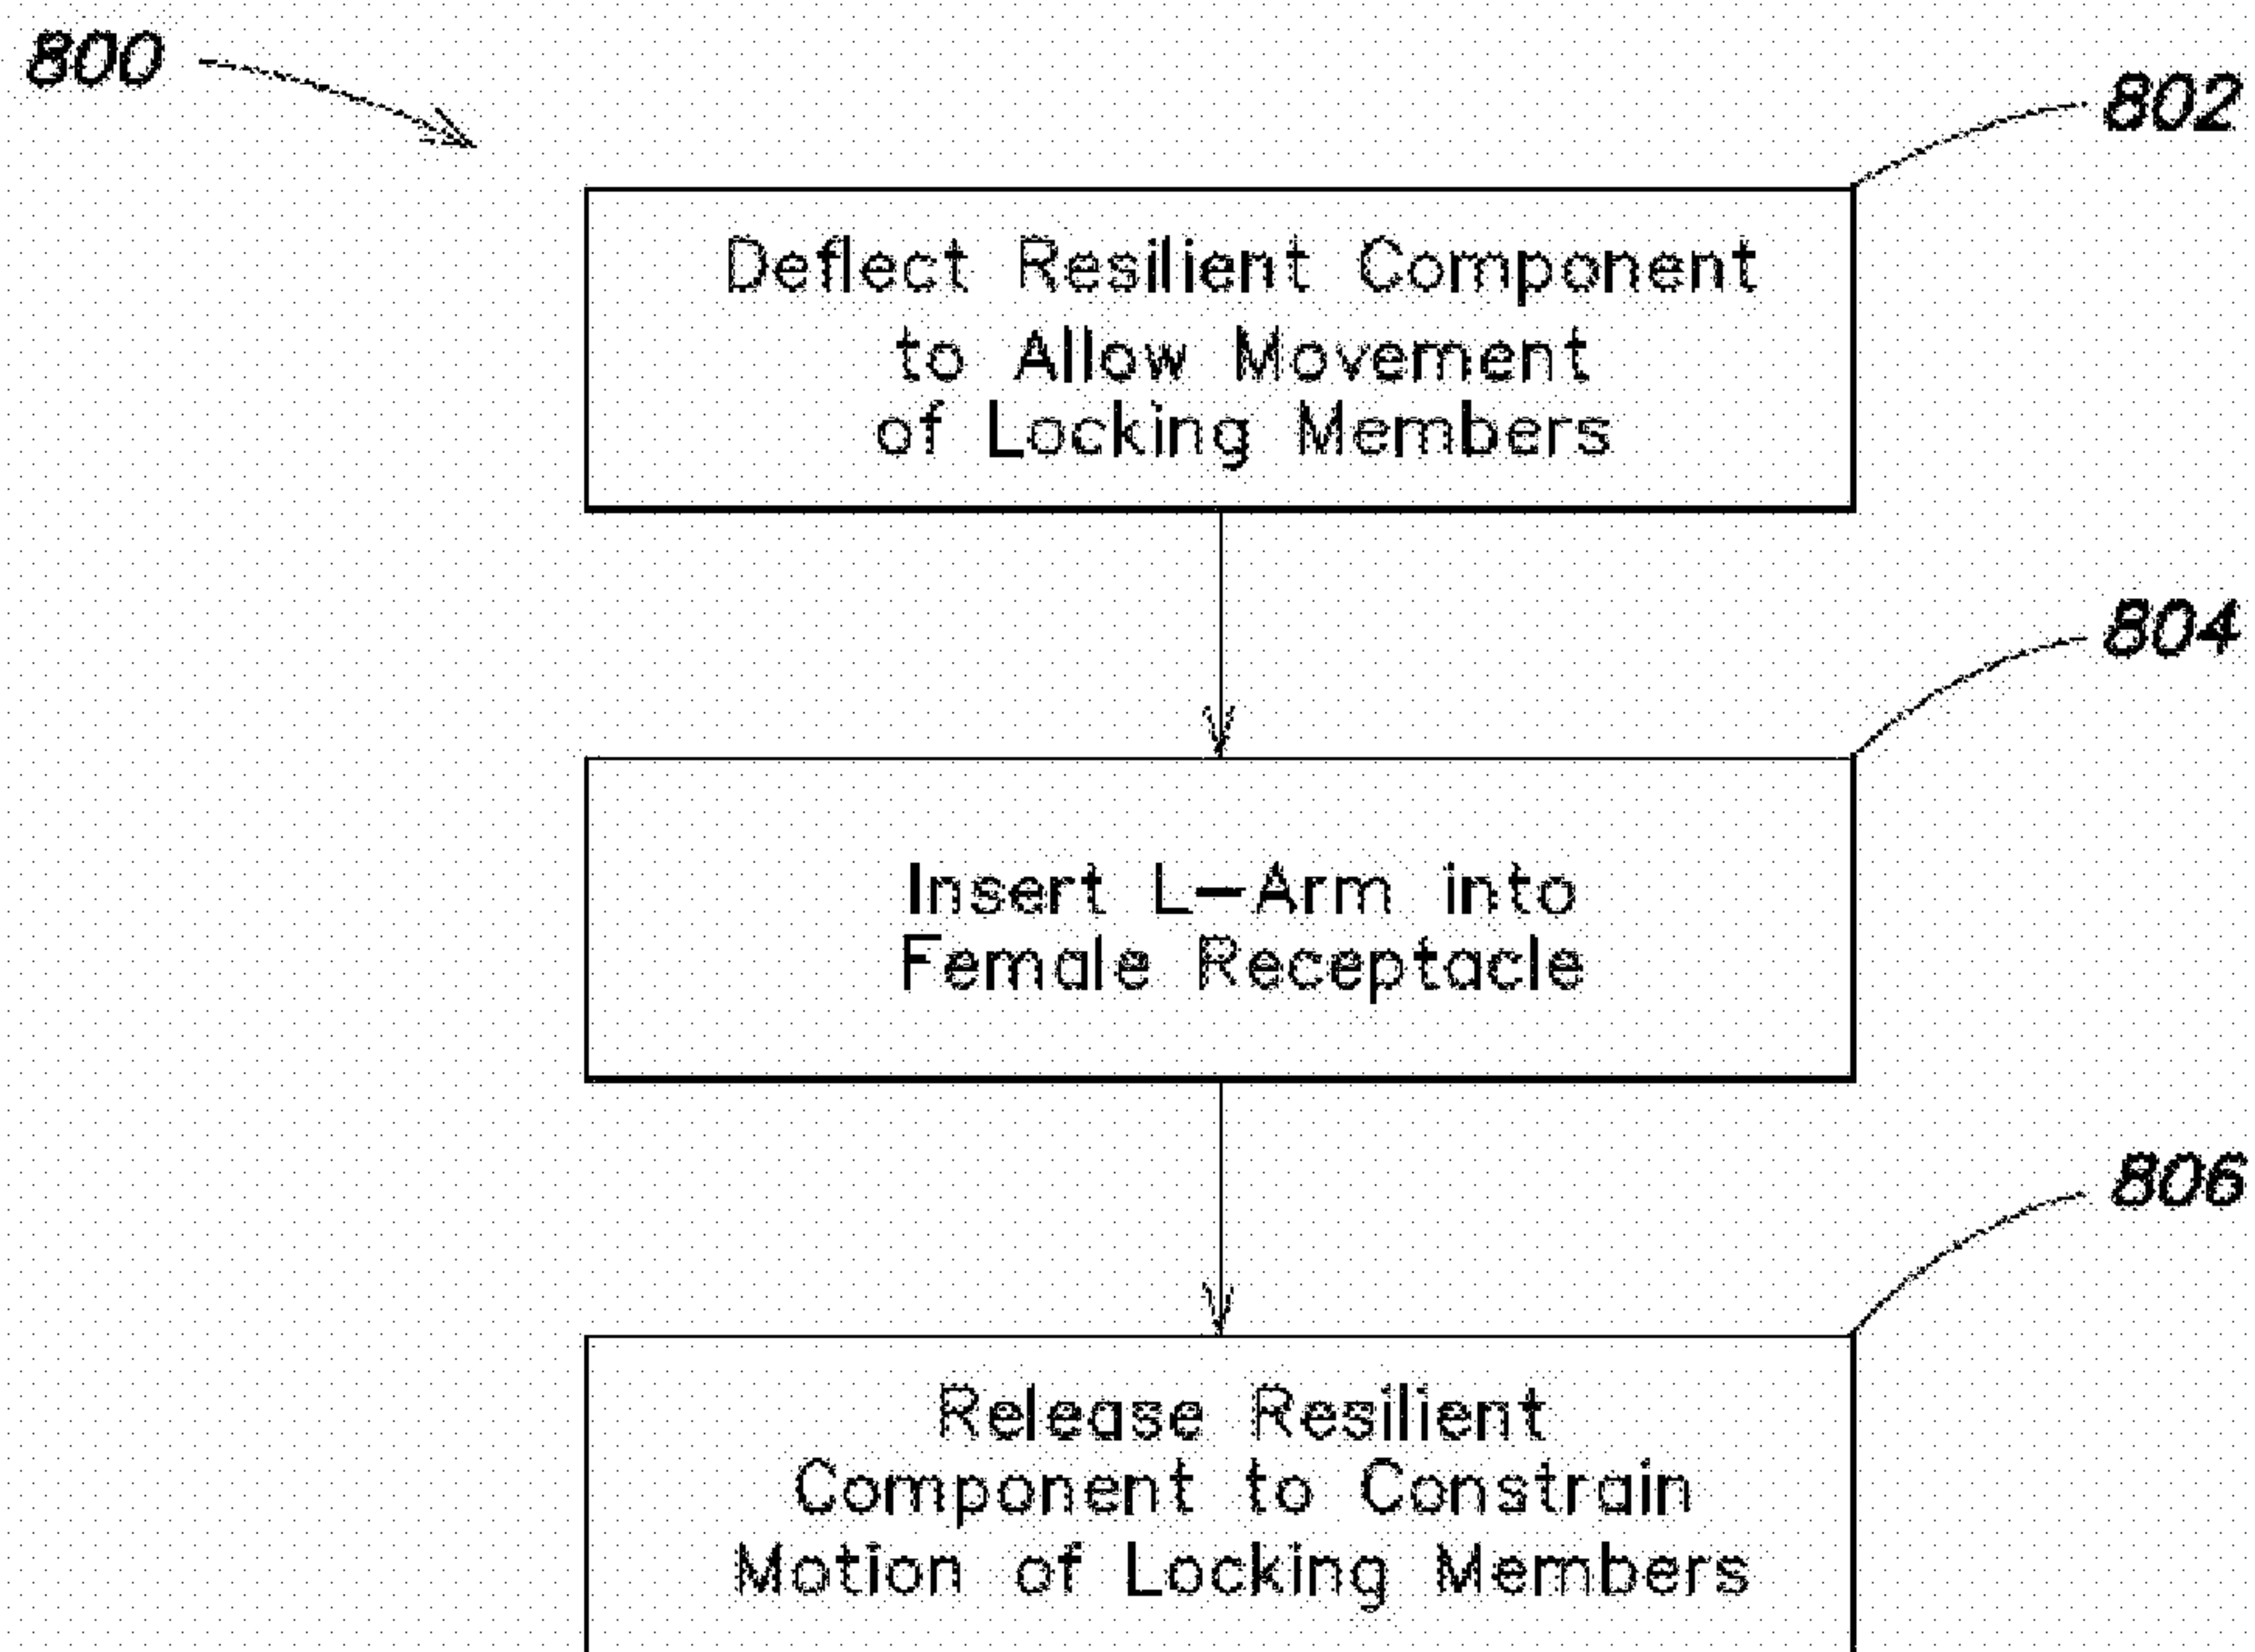 800
802
Deflect Resilient Component
to Allow Movement
of Locking Members
804
Insert L-Arm into
Female Receptacle
806
Release Resilient
Component to Constrain
Motion of Locking Members